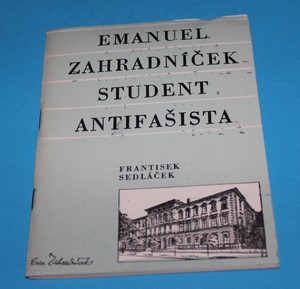 EMANUEL
ZAHRADNÍČEK
STUDENT
ANTIFAŠISTA
FRANTISEK
SEDLÁČEK